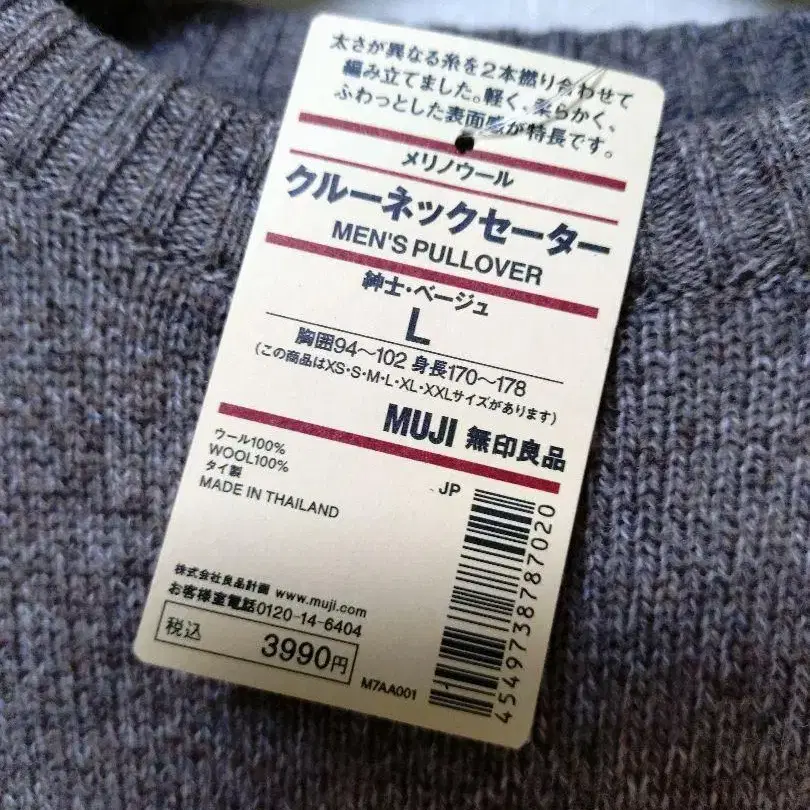 太さが異なる糸を2本撚り合わせて
編み立てました。軽く、柔らかく、
ふわっとした表面感が特長です。
メリノウール
クルーネックセーター
MEN'S PULLOVER
紳士・ベージュ
L
胸囲94〜102 身長170〜178
(この商品はXS・S・M・L・XL・XXLサイズがあります)
MUJI 無印良品
ウール100%
WOOL100%
タイ製
MADE IN THAILAND
JP
4549738787020
株式会社良品計画 www.muji.com
お客様室電話0120-14-6404
税込 3990円
M7AA001